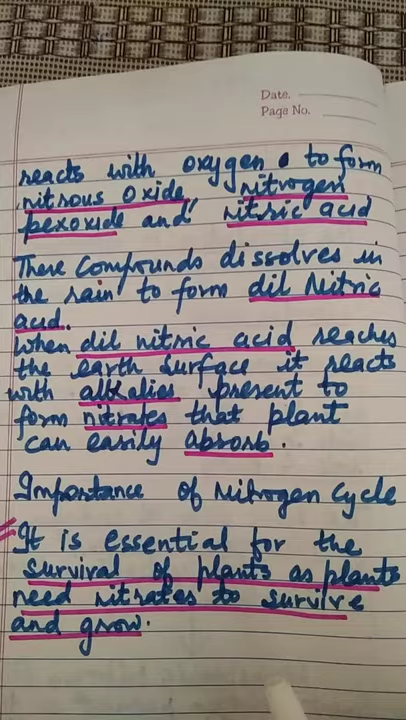 Date.
Page No.
reacts with oxygen to form
nitrous oxide, nitrogen
pexoxide and nitric acid
These Compounds dissolves in
the rain to form dil Nitric
acid.
When dil nitric acid reaches
the earth surface it reacts
with alkalies present to
form nitrates that plant
can easily absorb.
Importance of Nitrogen Cycle
It is essential for the
survival of plants as plants
need nitrates to survive
and grow.